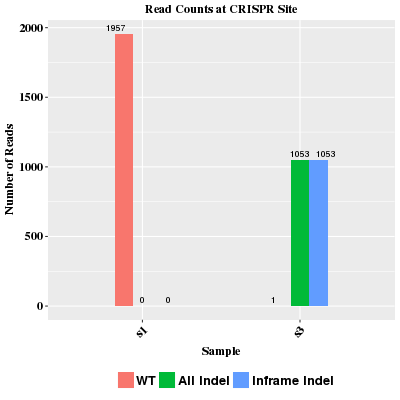 Read Counts at CRISPR Site
Number of Reads
2000
1500
1000
500
0
1957
0
0
1
1053
1053
s1
s3
Sample
WT
All Indel
Inframe Indel